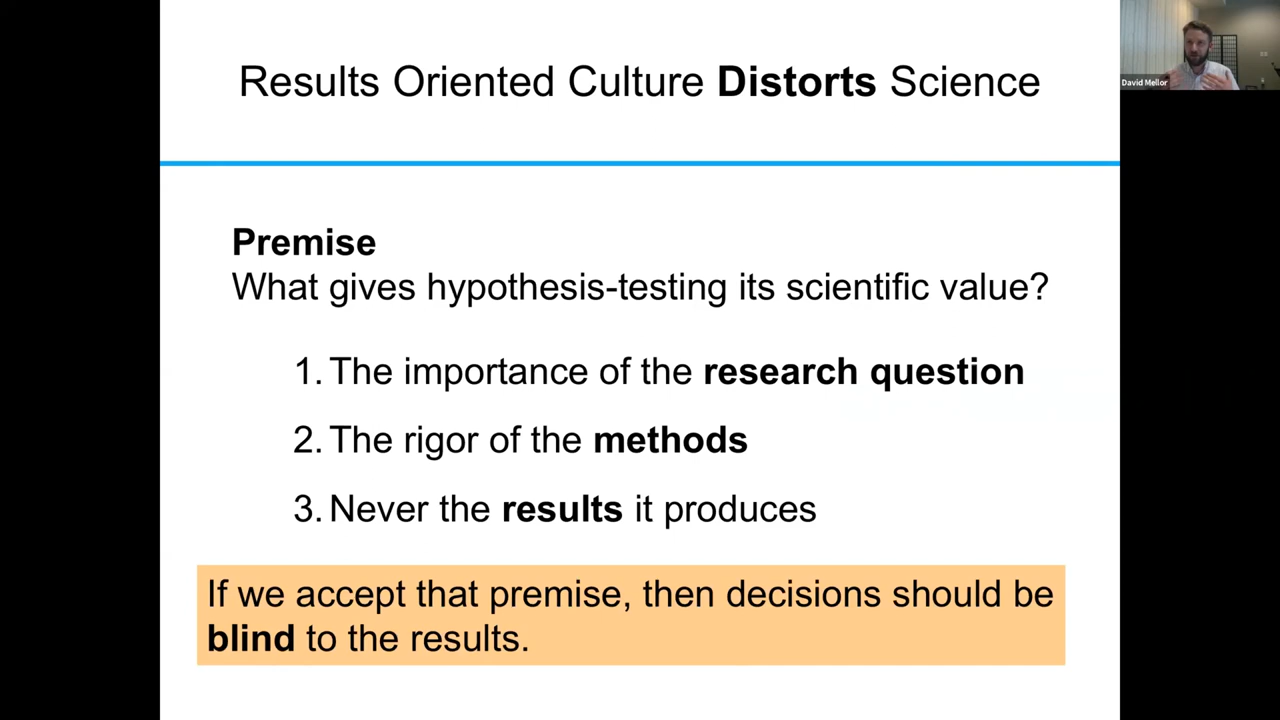 Results Oriented Culture Distorts Science
David Mellor
Premise
What gives hypothesis-testing its scientific value?
1. The importance of the research question
2. The rigor of the methods
3. Never the results it produces
If we accept that premise, then decisions should be
blind to the results.